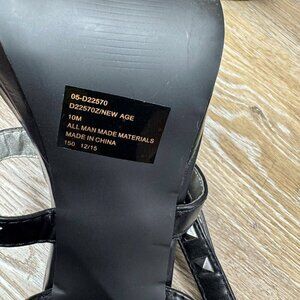 05-D22570
D22570Z/NEW AGE
10M
ALL MAN MADE MATERIALS
MADE IN CHINA
150 12/15